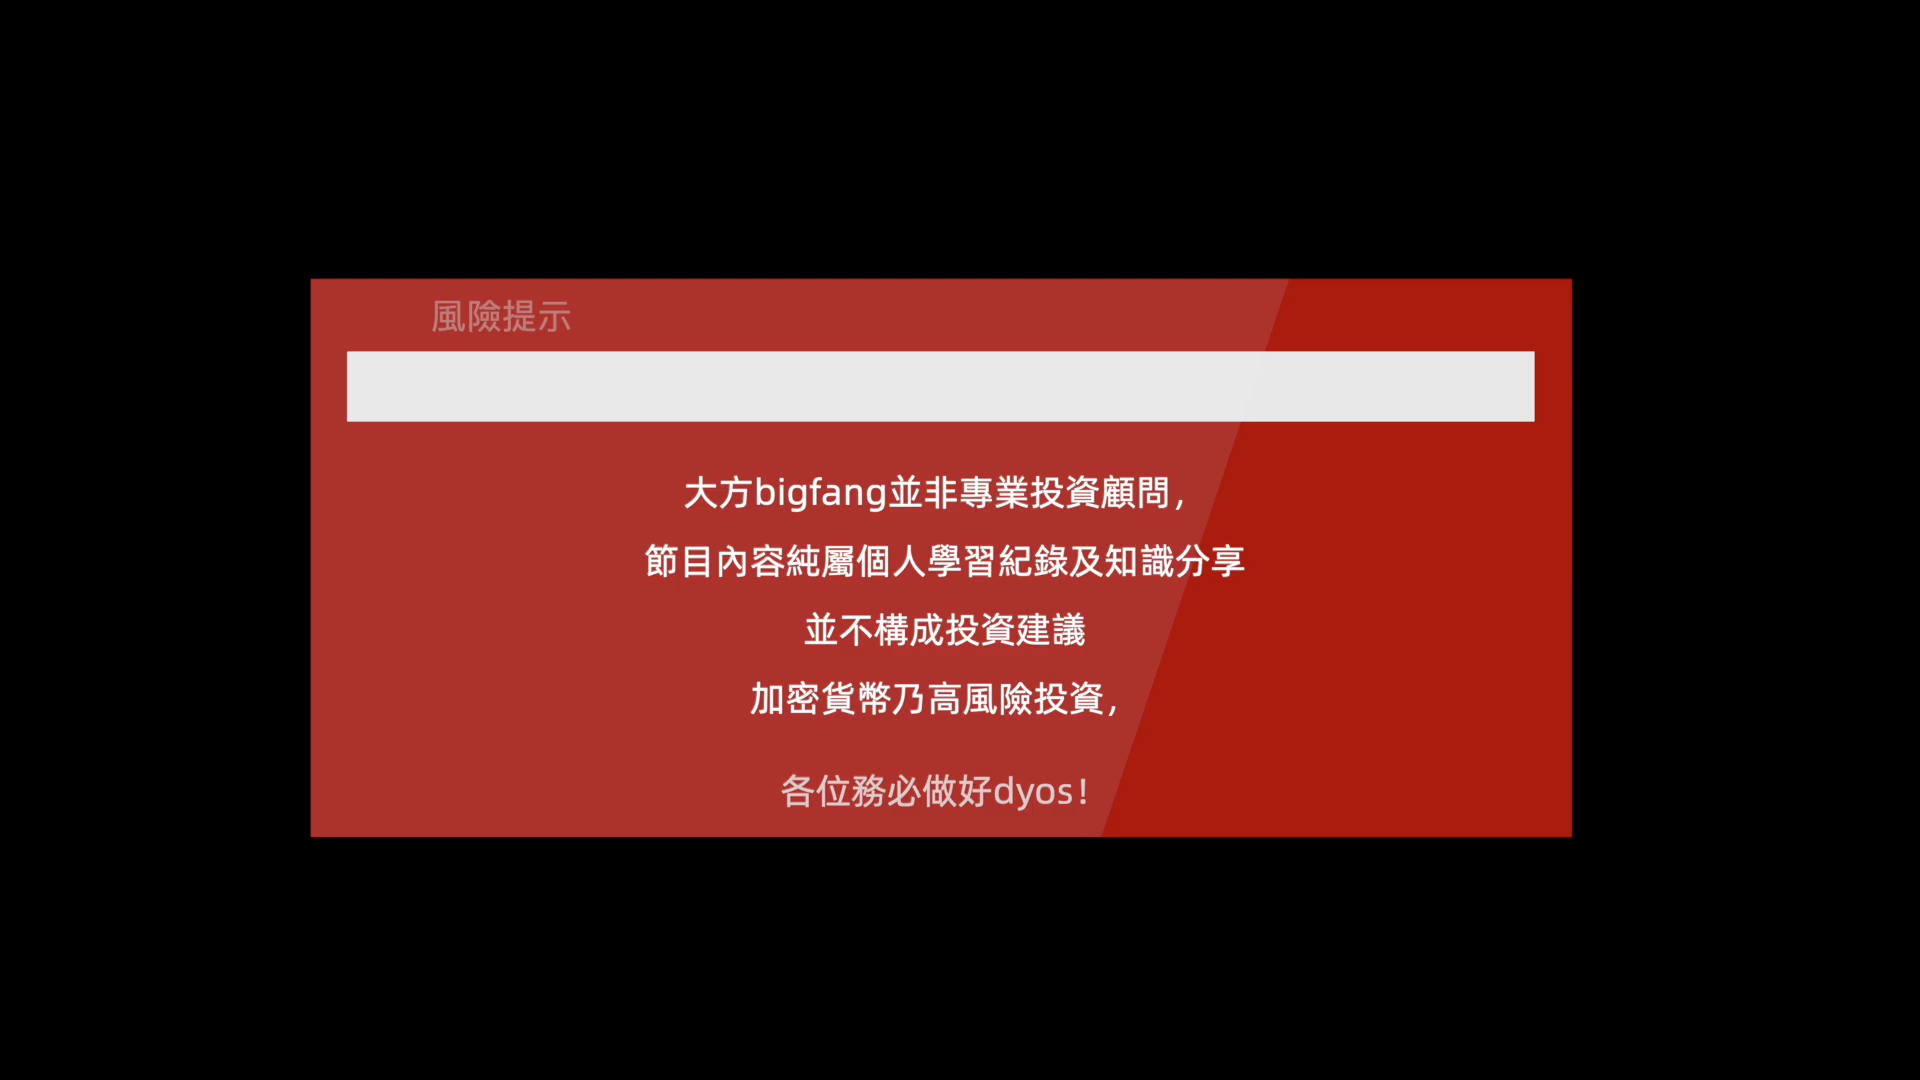 風險提示
大方bigfang並非專業投資顧問，
節目內容純屬個人學習紀錄及知識分享
並不構成投資建議
加密貨幣乃高風險投資，
各位務必做好dyos！